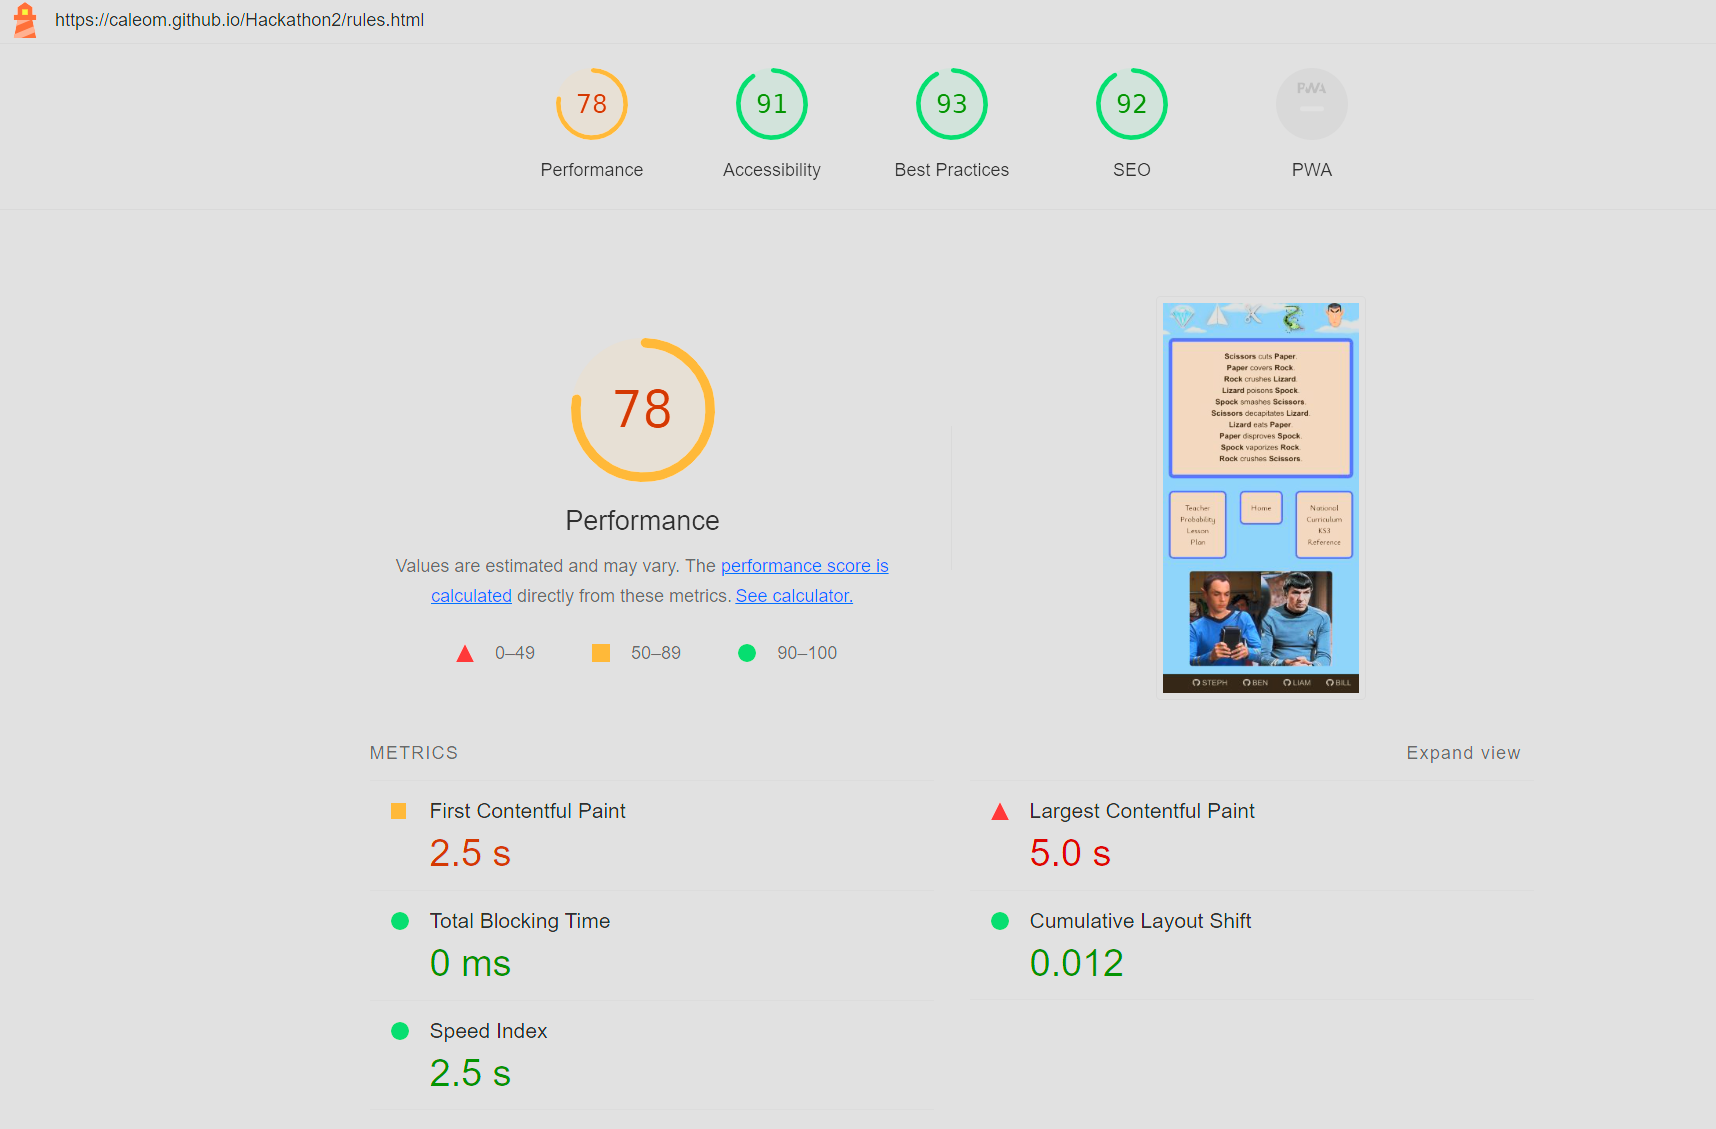 https://caleom.github.io/Hackathon2/rules.html
78
91
93
92
PWA
Performance
Accessibility
Best Practices
SEO
PWA
78
Performance
Values are estimated and may vary. The performance score is
calculated directly from these metrics. See calculator.
0–49
50–89
90–100
K
Scissors cuts Paper.
Paper covers Rock.
Rock crushes Lizard.
Lizard poisons Spock.
Spock smashes Scissors.
Scissors decapitates Lizard.
Lizard eats Paper.
Paper disproves Spock.
Spock vaporizes Rock.
Rock crushes Scissors.
Teacher
Probability
Lesson
Plan
Home
National
Curriculum
KS3
Reference
STEPH BEN LIAM BILL
METRICS
Expand view
First Contentful Paint
2.5 s
Largest Contentful Paint
5.0 s
Total Blocking Time
0 ms
Cumulative Layout Shift
0.012
Speed Index
2.5 s